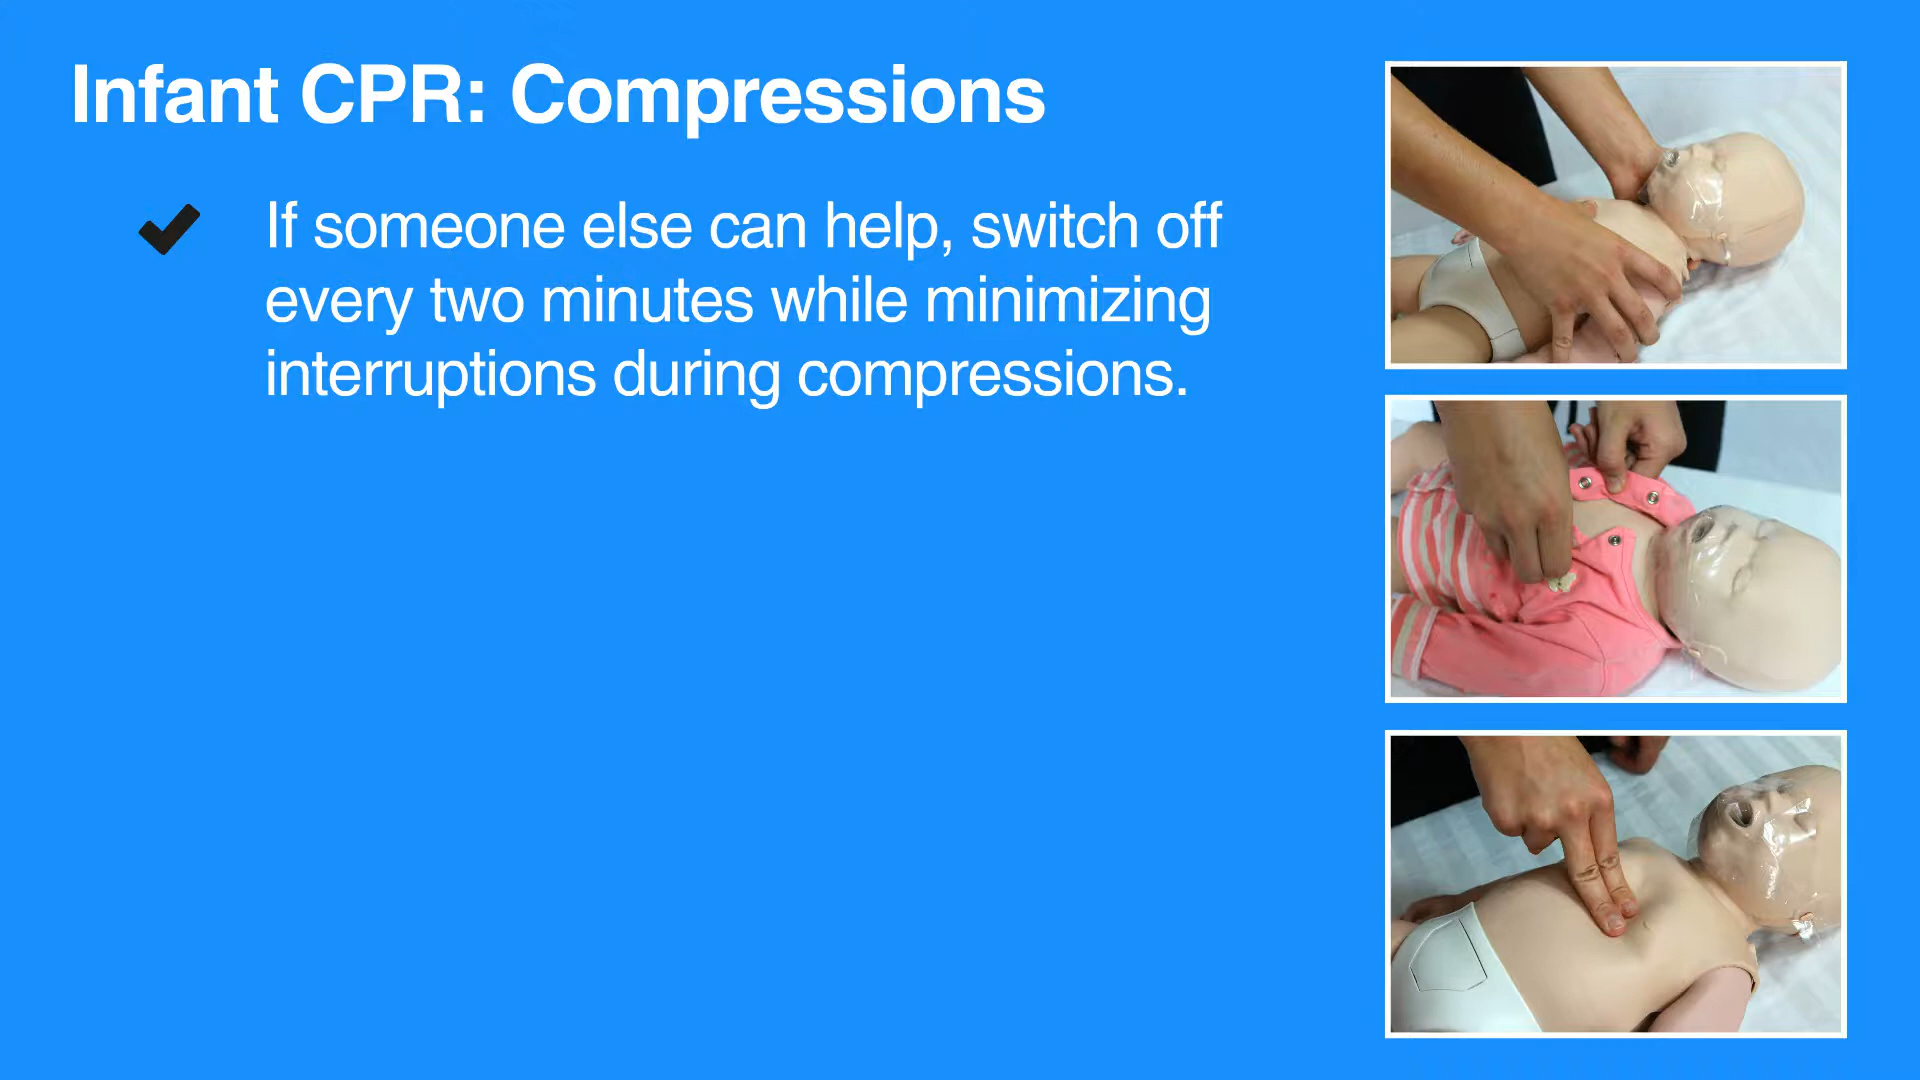 Infant CPR: Compressions
If someone else can help, switch off
every two minutes while minimizing
interruptions during compressions.